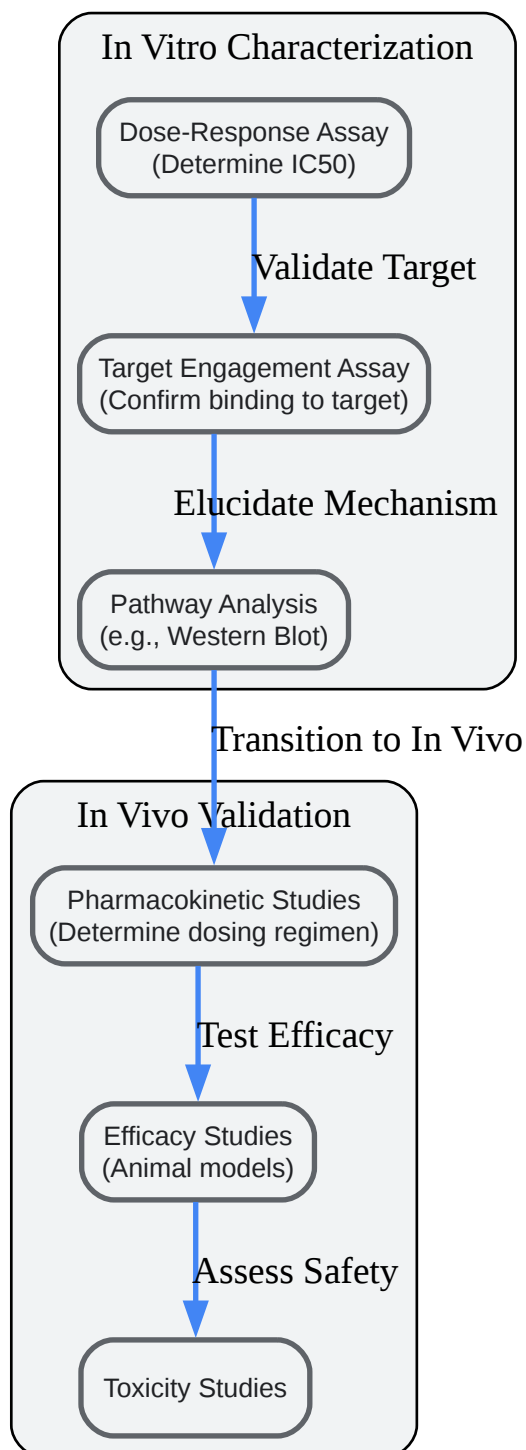 In Vitro Characterization
Dose-Response Assay
(Determine IC50)
Validate Target
Target Engagement Assay
(Confirm binding to target)
Elucidate Mechanism
Pathway Analysis
(e.g., Western Blot)
Transition to In Vivo
In Vivo Validation
Pharmacokinetic Studies
(Determine dosing regimen)
Test Efficacy
Efficacy Studies
(Animal models)
Assess Safety
Toxicity Studies